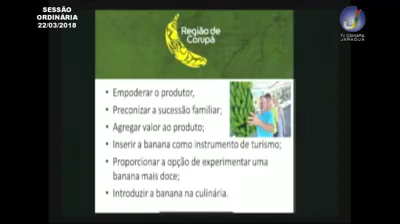 SESSÃO
ORDINÁRIA
22/03/2018
TV CÂMARA
JARAGUÁ
Região de
Corupá
• Empoderar o produtor,
• Preconizar a sucessão familiar;
• Agregar valor ao produto;
• Inserir a banana como instrumento de turismo;
• Proporcionar a opção de experimentar uma
banana mais doce;
• Introduzir a banana na culinária.